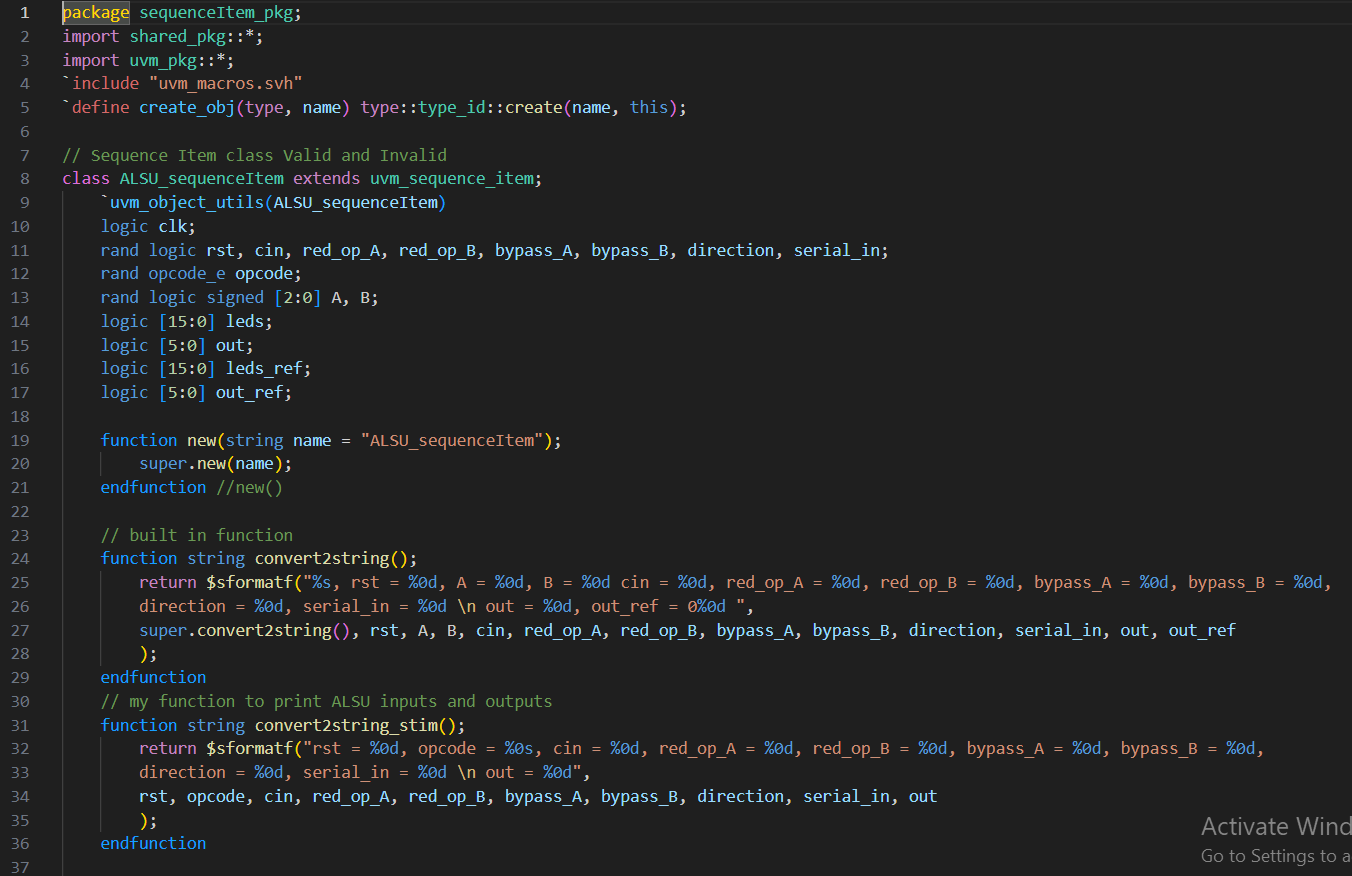 1 package sequenceItem_pkg;
2 import shared_pkg::*;
3 import uvm_pkg::*;
4 `include "uvm_macros.svh"
5 `define create_obj(type, name) type::type_id::create(name, this);
6
7 // Sequence Item class Valid and Invalid
8 class ALSU_sequenceItem extends uvm_sequence_item;
9     `uvm_object_utils(ALSU_sequenceItem)
10     logic clk;
11     rand logic rst, cin, red_op_A, red_op_B, bypass_A, bypass_B, direction, serial_in;
12     rand opcode_e opcode;
13     rand logic signed [2:0] A, B;
14     logic [15:0] leds;
15     logic [5:0] out;
16     logic [15:0] leds_ref;
17     logic [5:0] out_ref;
18
19     function new(string name = "ALSU_sequenceItem");
20         super.new(name);
21     endfunction //new()
22
23     // built in function
24     function string convert2string();
25         return $sformatf("%s, rst = %0d, A = %0d, B = %0d cin = %0d, red_op_A = %0d, red_op_B = %0d, bypass_A = %0d, bypass_B = %0d,
26         direction = %0d, serial_in = %0d \n out = %0d, out_ref = 0%0d ",
27         super.convert2string(), rst, A, B, cin, red_op_A, red_op_B, bypass_A, bypass_B, direction, serial_in, out, out_ref
28         );
29     endfunction
30     // my function to print ALSU inputs and outputs
31     function string convert2string_stim();
32         return $sformatf("rst = %0d, opcode = %0s, cin = %0d, red_op_A = %0d, red_op_B = %0d, bypass_A = %0d, bypass_B = %0d,
33         direction = %0d, serial_in = %0d \n out = %0d",
34         rst, opcode, cin, red_op_A, red_op_B, bypass_A, bypass_B, direction, serial_in, out
35         );
36     endfunction
37
Activate Wind
Go to Settings to a